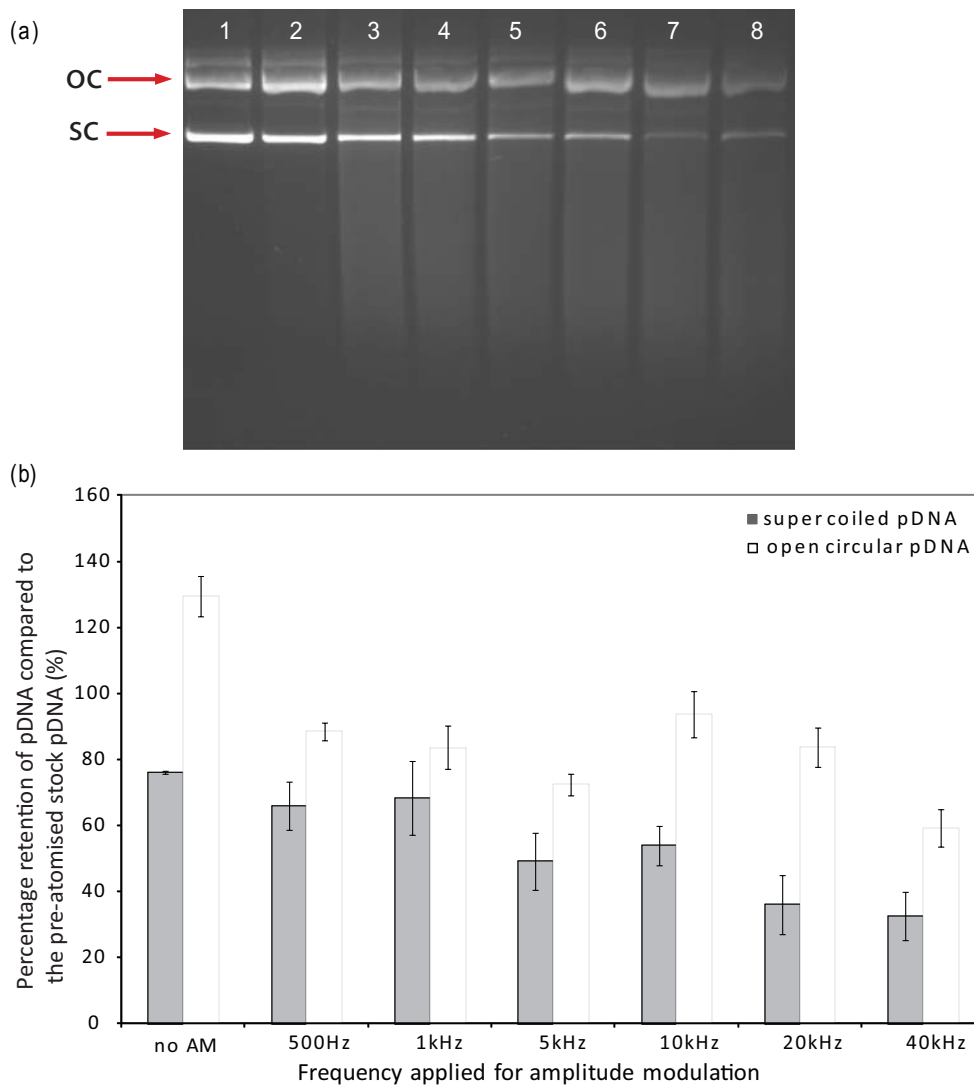 (a)
1 2 3 4 5 6 7 8
OC
SC
(b)
Percentage retention of pDNA compared to
the pre-atomised stock pDNA (%)
160
140
120
100
80
60
40
20
0
super coiled pDNA
open circular pDNA
no AM 500Hz 1kHz 5kHz 10kHz 20kHz 40kHz
Frequency applied for amplitude modulation